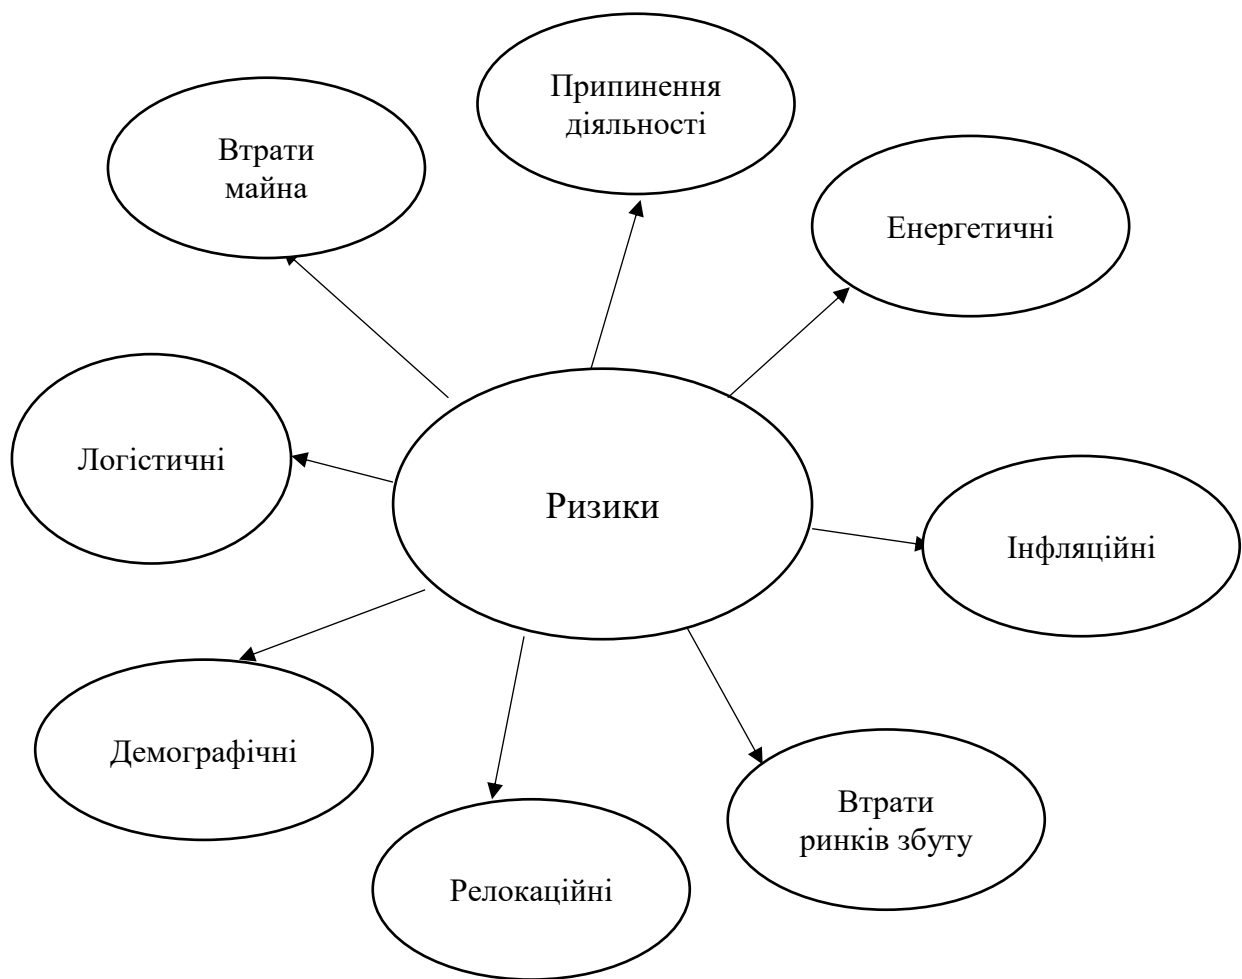 Припинення
діяльності
Втрати
майна
Енергетичні
Логістичні
Ризики
Інфляційні
Демографічні
Втрати
ринків збуту
Релокаційні